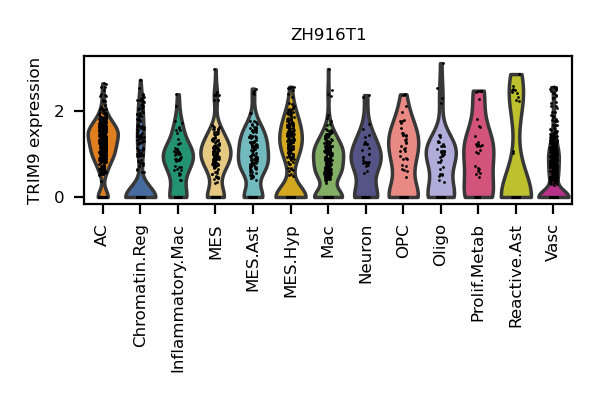 ZH916T1
TRIM9 expression
2
0
AC
Chromatin.Reg
Inflammatory.Mac
MES
MES.Ast
MES.Hyp
Mac
Neuron
OPC
Oligo
Prolif.Metab
Reactive.Ast
Vasc